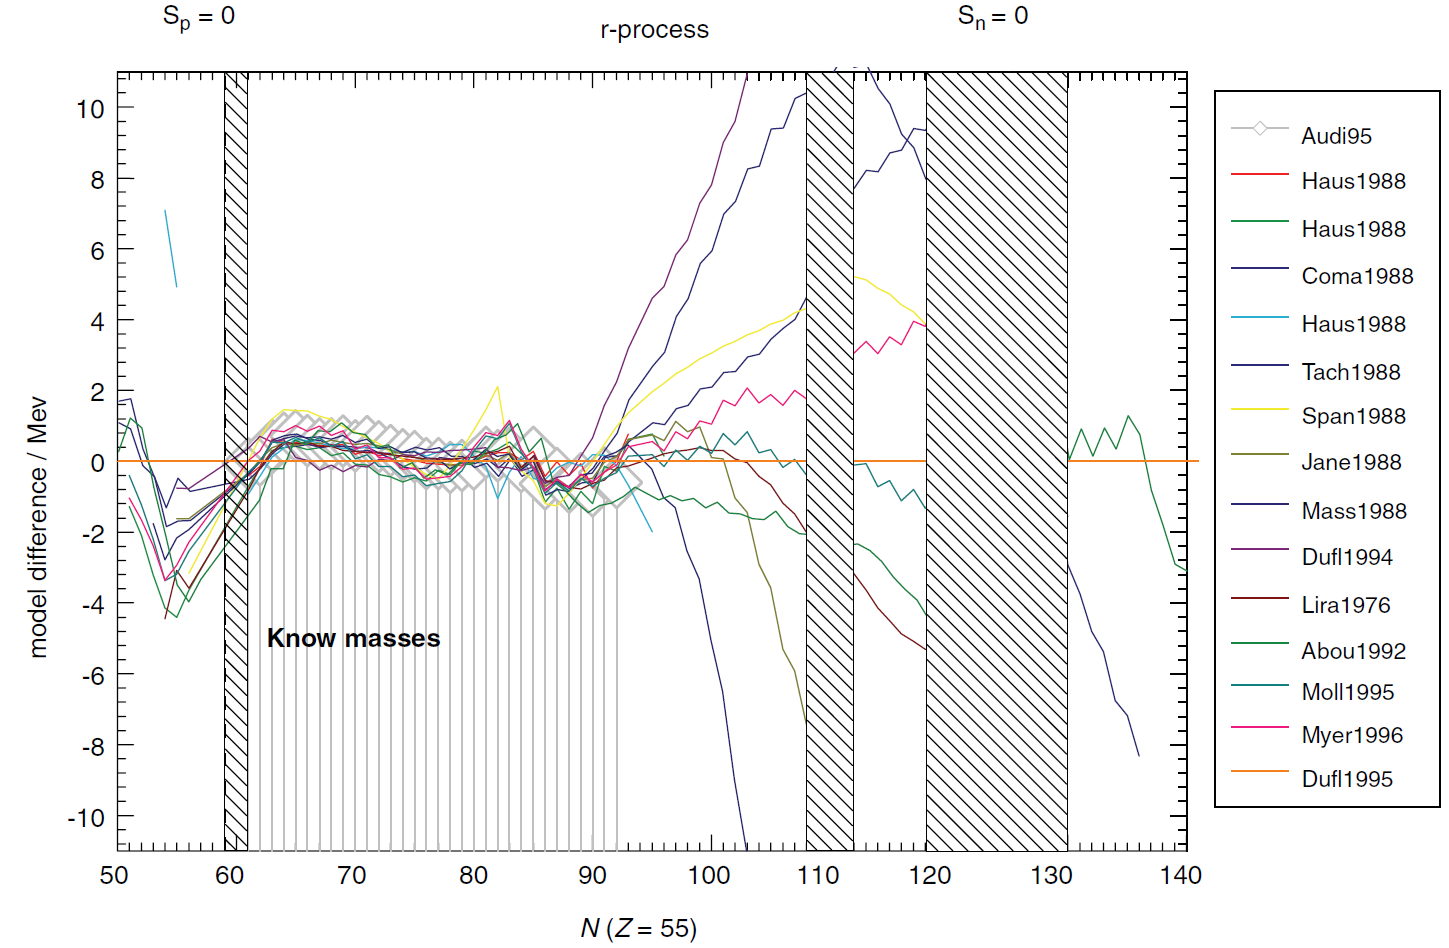 Sp = 0
r-process
Sn = 0
10
8
6
4
2
0
-2
-4
-6
-8
-10
model difference / Mev
Know masses
50
60
70
80
90
100
110
120
130
140
N (Z = 55)
Audi95
Haus1988
Haus1988
Coma1988
Haus1988
Tach1988
Span1988
Jane1988
Mass1988
Dufl1994
Lira1976
Abou1992
Moll1995
Myer1996
Dufl1995